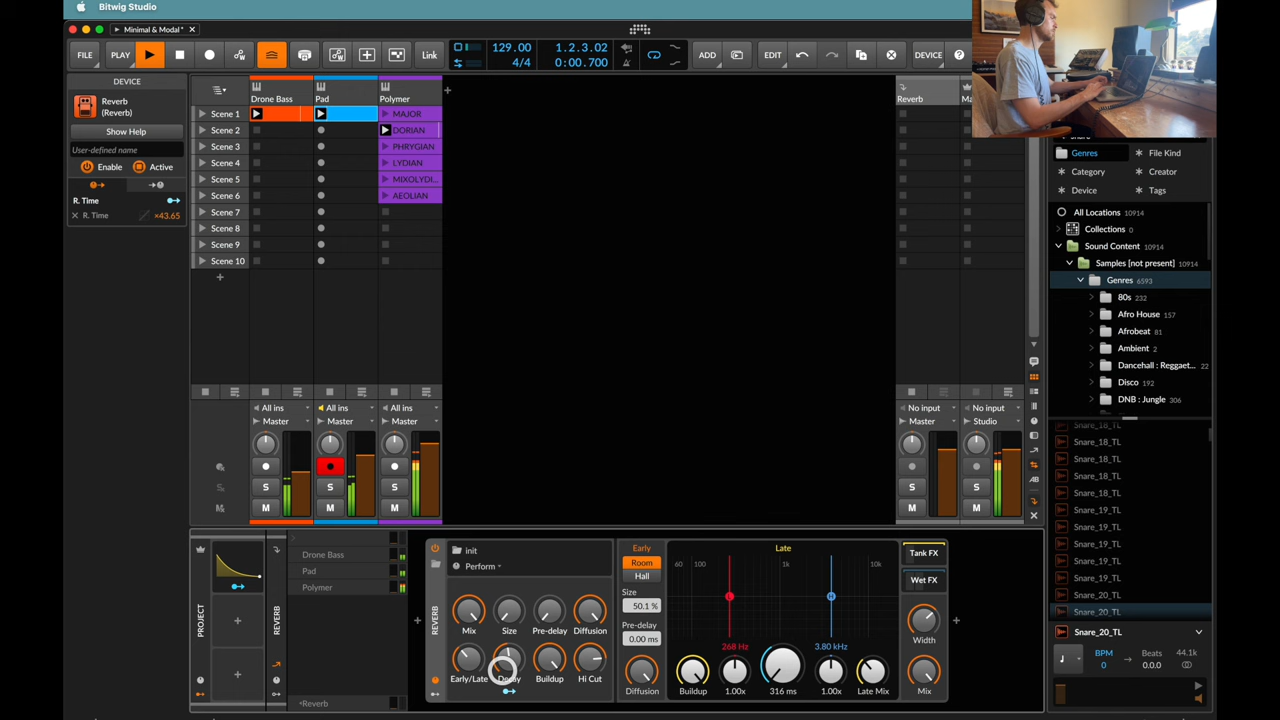 Bitwig Studio
Minimal & Modal* ×
FILE PLAY Link 129.00 1.2.3.02 ADD EDIT DEVICE ?
4/4 0:00.700
DEVICE
Reverb
(Reverb)
Show Help
User-defined name
Enable Active
R. Time
× R. Time ×43.65
Drone Bass Pad Polymer Reverb Ma
Scene 1 MAJOR
Scene 2 DORIAN
Scene 3 PHRYGIAN
Scene 4 LYDIAN
Scene 5 MIXOLYDI...
Scene 6 AEOLIAN
Scene 7
Scene 8
Scene 9
Scene 10
+
All ins All ins All ins No input No input
Master Master Master Master Studio
S S S S S
M M M M M
Genres File Kind
Category Creator
Device Tags
All Locations 10914
Collections 0
Sound Content 10914
Samples [not present] 10914
Genres 6593
80s 232
Afro House 157
Afrobeat 81
Ambient 2
Dancehall : Reggaet... 22
Disco 192
DNB : Jungle 306
AB
Snare_18_TL
Snare_18_TL
Snare_18_TL
Snare_18_TL
Snare_18_TL
Snare_19_TL
Snare_19_TL
Snare_19_TL
Snare_19_TL
Snare_19_TL
Snare_20_TL
Snare_20_TL
Snare_20_TL
BPM Beats 44.1k
0 0.0.0
PROJECT
REVERB
Drone Bass
Pad
Polymer
Reverb
REVERB
init
Perform
Mix Size Pre-delay Diffusion
Early/Late Decay Buildup Hi Cut
Early
Room
Hall
Size
50.1 %
Pre-delay
0.00 ms
Diffusion
Late
60 100 1k 10k
L H
268 Hz 3.80 kHz
Buildup 1.00x 316 ms 1.00x Late Mix
Tank FX
Wet FX
Width
Mix